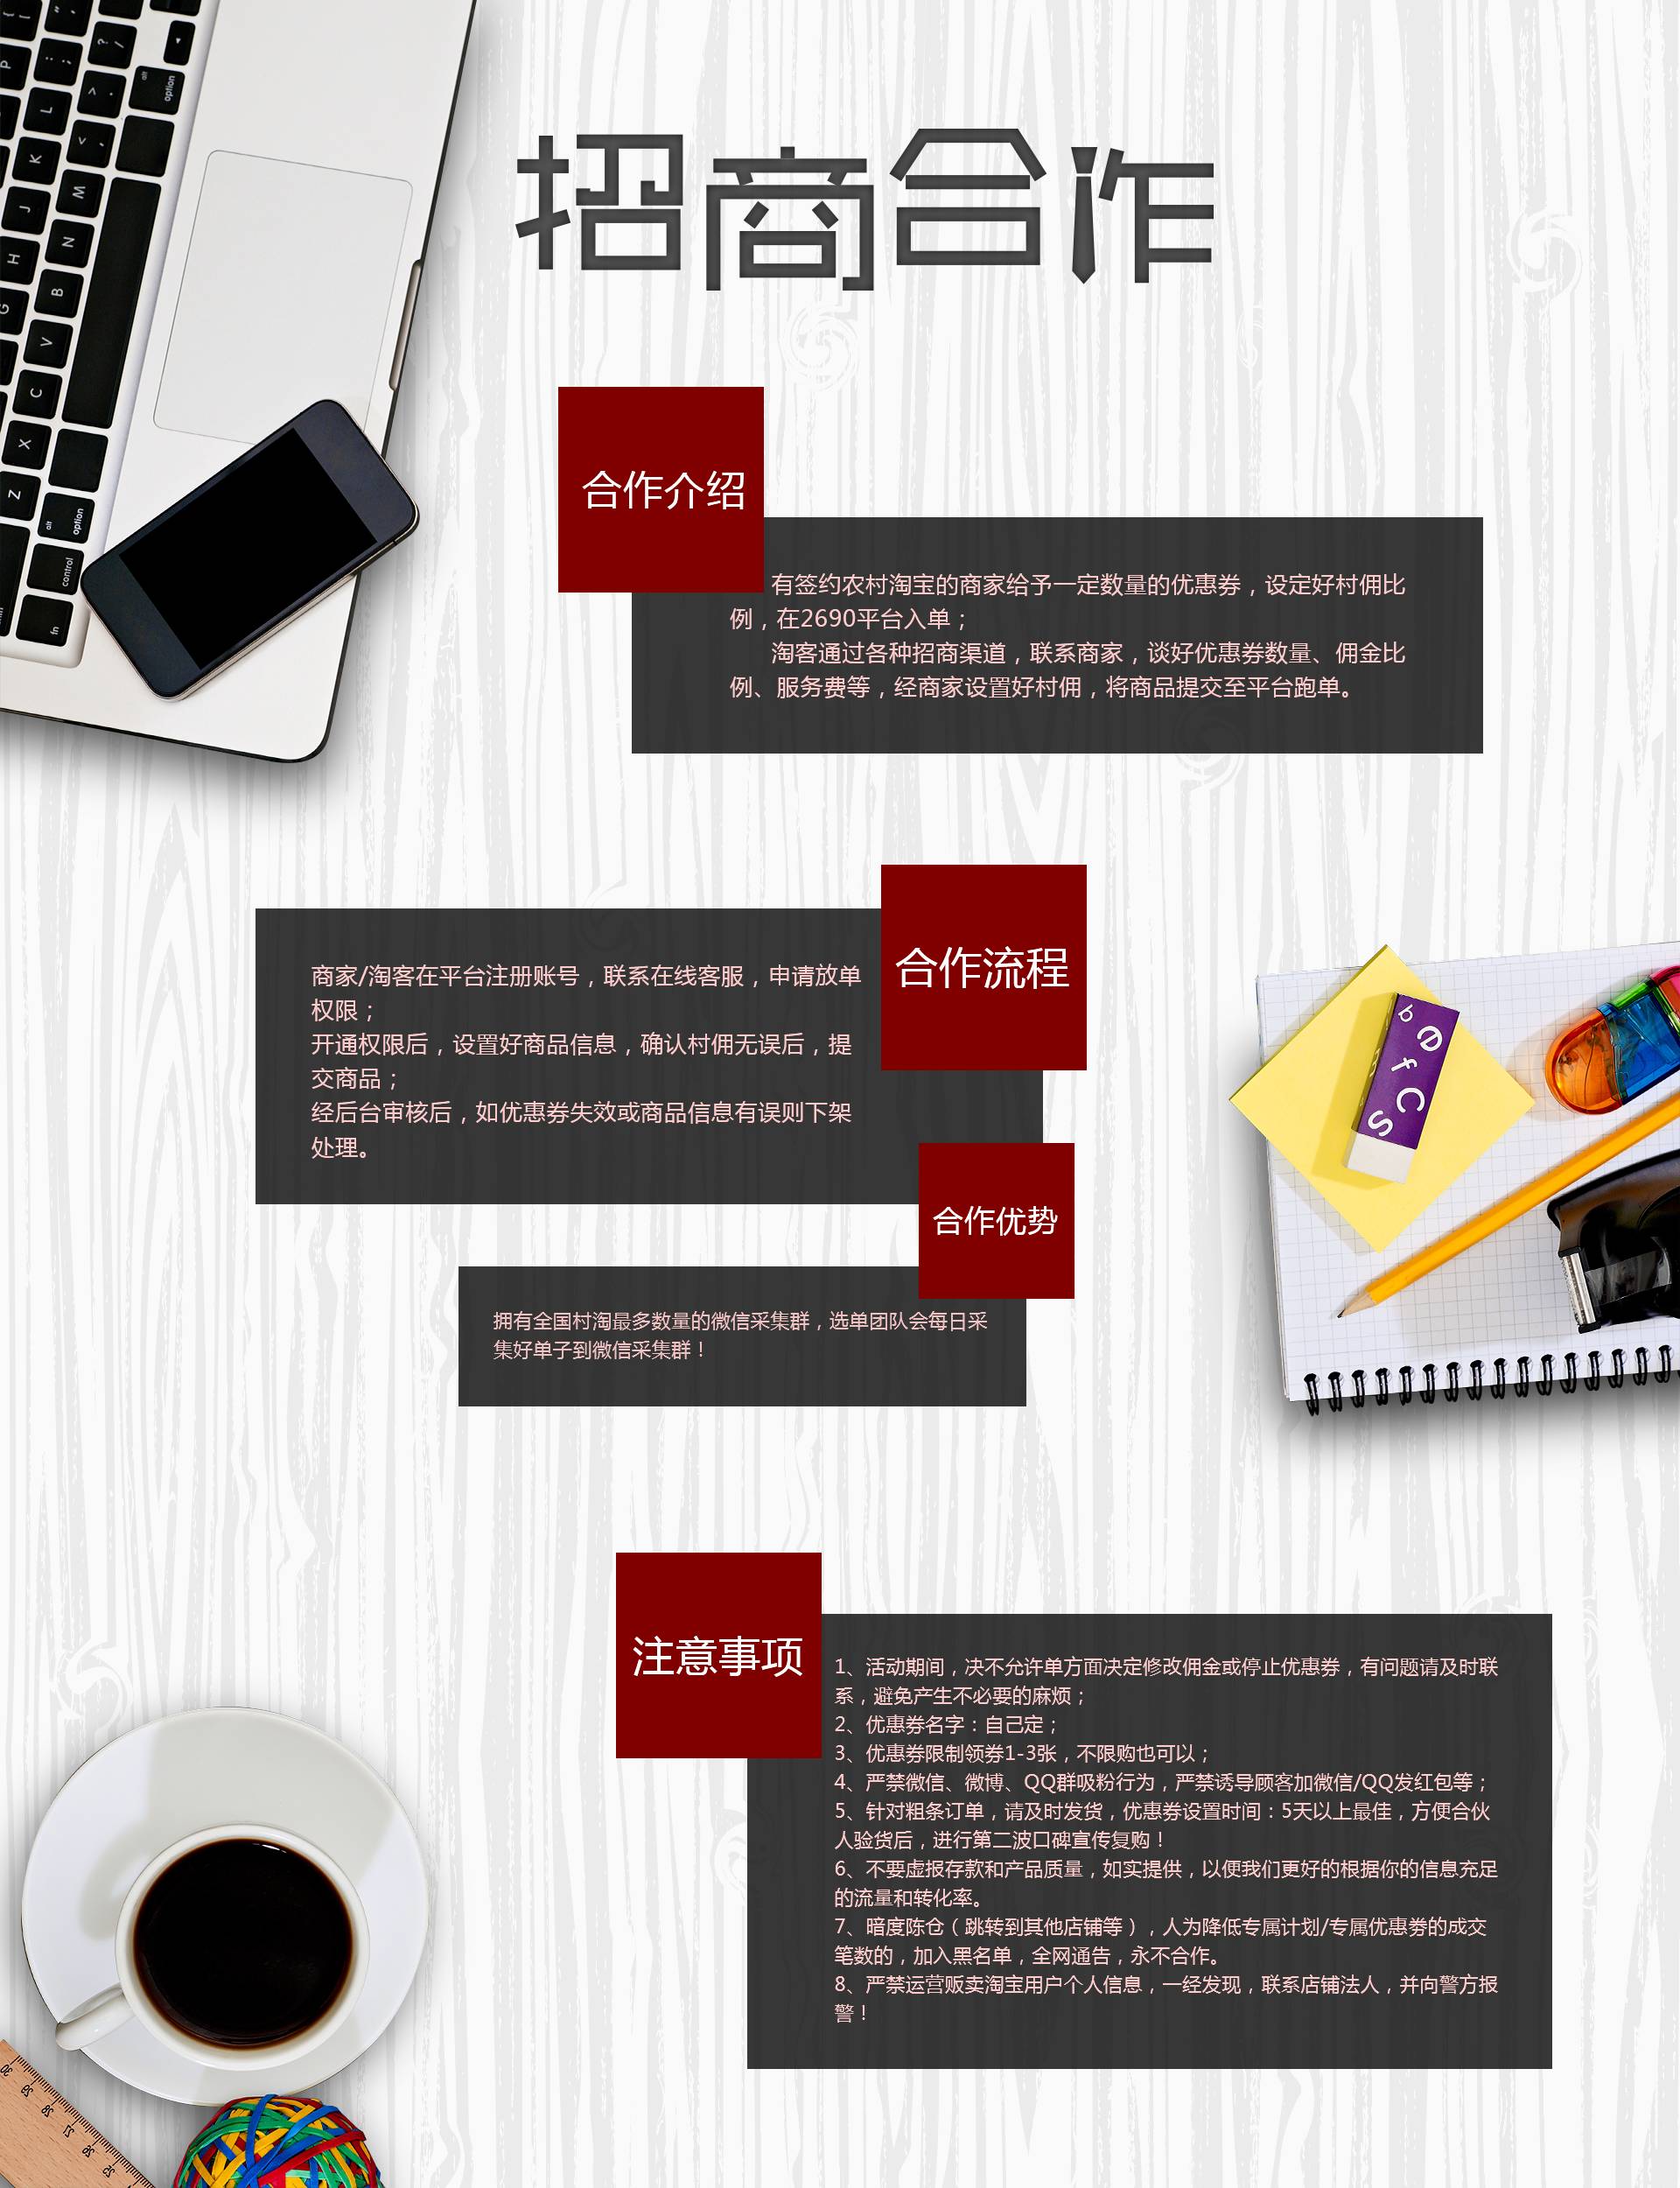 招商合作
合作介绍
有签约农村淘宝的商家给予一定数量的优惠券，设定好村佣比
例，在2690平台入单；
淘客通过各种招商渠道，联系商家，谈好优惠券数量、佣金比
例、服务费等，经商家设置好村佣，将商品提交至平台跑单。
合作流程
商家/淘客在平台注册账号，联系在线客服，申请放单
权限；
开通权限后，设置好商品信息，确认村佣无误后，提
交商品；
经后台审核后，如优惠券失效或商品信息有误则下架
处理。
合作优势
拥有全国村淘最多数量的微信采集群，选单团队会每日采
集好单子到微信采集群！
注意事项
1、活动期间，决不允许单方面决定修改佣金或停止优惠券，有问题请及时联
系，避免产生不必要的麻烦；
2、优惠券名字：自己定；
3、优惠券限制领券1-3张，不限购也可以；
4、严禁微信、微博、QQ群吸粉行为，严禁诱导顾客加微信/QQ发红包等；
5、针对粗条订单，请及时发货，优惠券设置时间：5天以上最佳，方便合伙
人验货后，进行第二波口碑宣传复购！
6、不要虚报存款和产品质量，如实提供，以便我们更好的根据你的信息充足
的流量和转化率。
7、暗度陈仓（跳转到其他店铺等），人为降低专属计划/专属优惠券的成交
笔数的，加入黑名单，全网通告，永不合作。
8、严禁运营贩卖淘宝用户个人信息，一经发现，联系店铺法人，并向警方报
警！
option
alt
P
L
K
J
H
G
M
N
B
V
C
X
Z
alt
option
control
fn
30
29
28
27
26
25